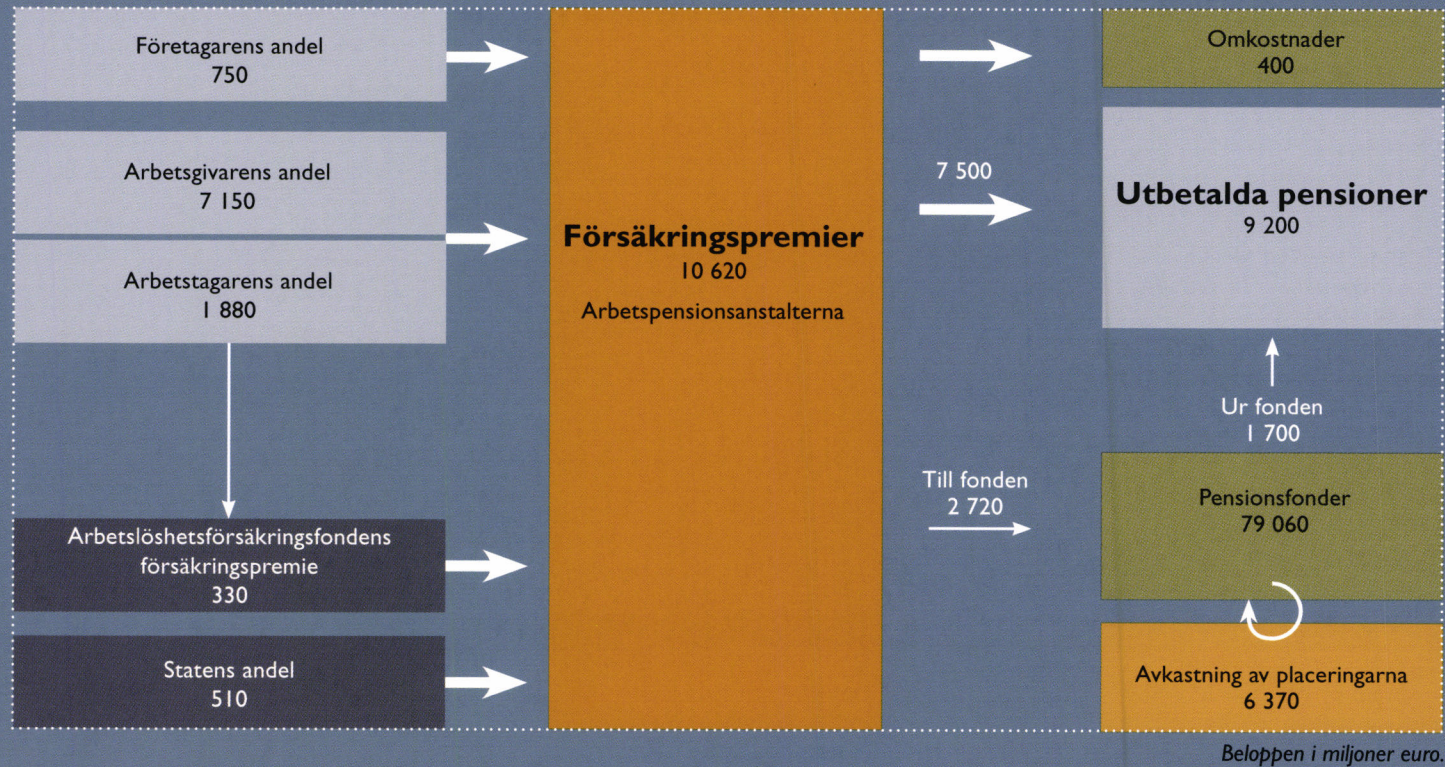 Företagarens andel
750
Arbetsgivarens andel
7 150
Arbetstagarens andel
1 880
Arbetslöshetsförsäkringsfondens
försäkringspremie
330
Statens andel
510
Försäkringspremier
10 620
Arbetspensionsanstalterna
7 500
Till fonden
2 720
Omkostnader
400
Utbetalda pensioner
9 200
Ur fonden
1 700
Pensionsfonder
79 060
Avkastning av placeringarna
6 370
Beloppen i miljoner euro.